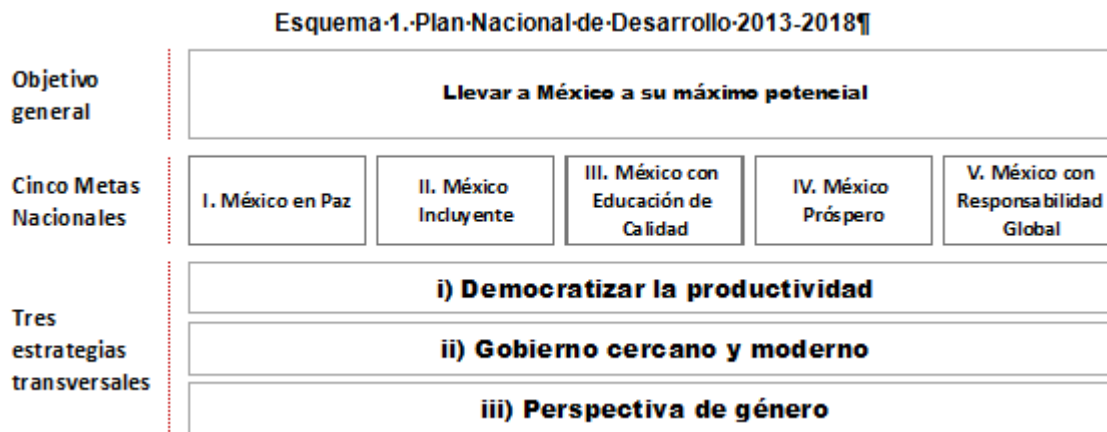 Esquema·1.·Plan·Nacional·de·Desarrollo·2013-2018¶
Objetivo
general
Llevar a México a su máximo potencial
Cinco Metas
Nacionales
I. México en Paz
II. México
Incluyente
III. México con
Educación de
Calidad
IV. México
Próspero
V. México con
Responsabilidad
Global
Tres
estrategias
transversales
i) Democratizar la productividad
ii) Gobierno cercano y moderno
iii) Perspectiva de género